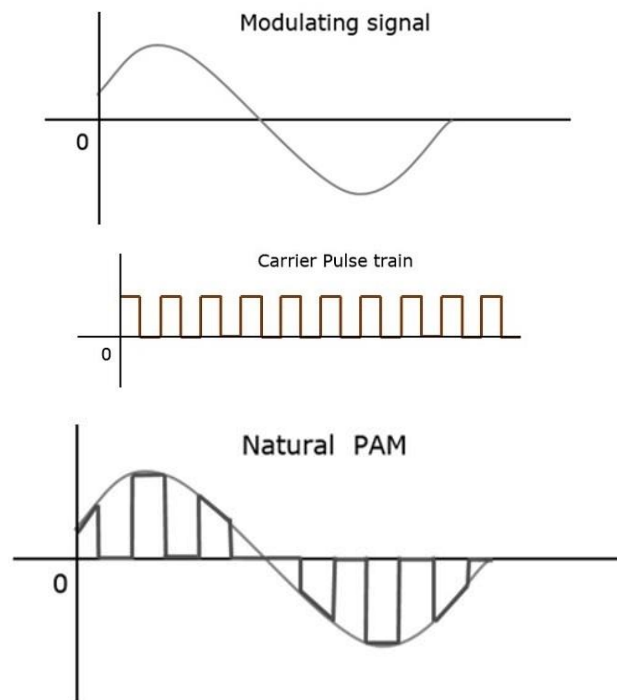 Modulating signal
0
Carrier Pulse train
0
Natural PAM
0